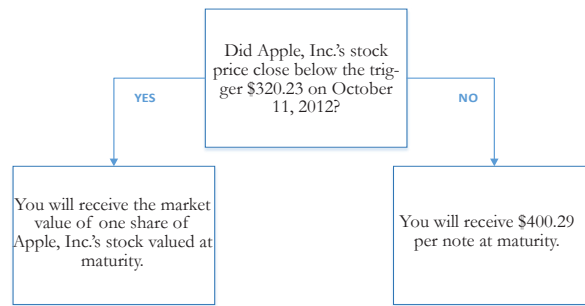 Did Apple, Inc.'s stock
price close below the trig-
ger $320.23 on October
11, 2012?
YES
NO
You will receive the market
value of one share of
Apple, Inc.'s stock valued at
maturity.
You will receive $400.29
per note at maturity.